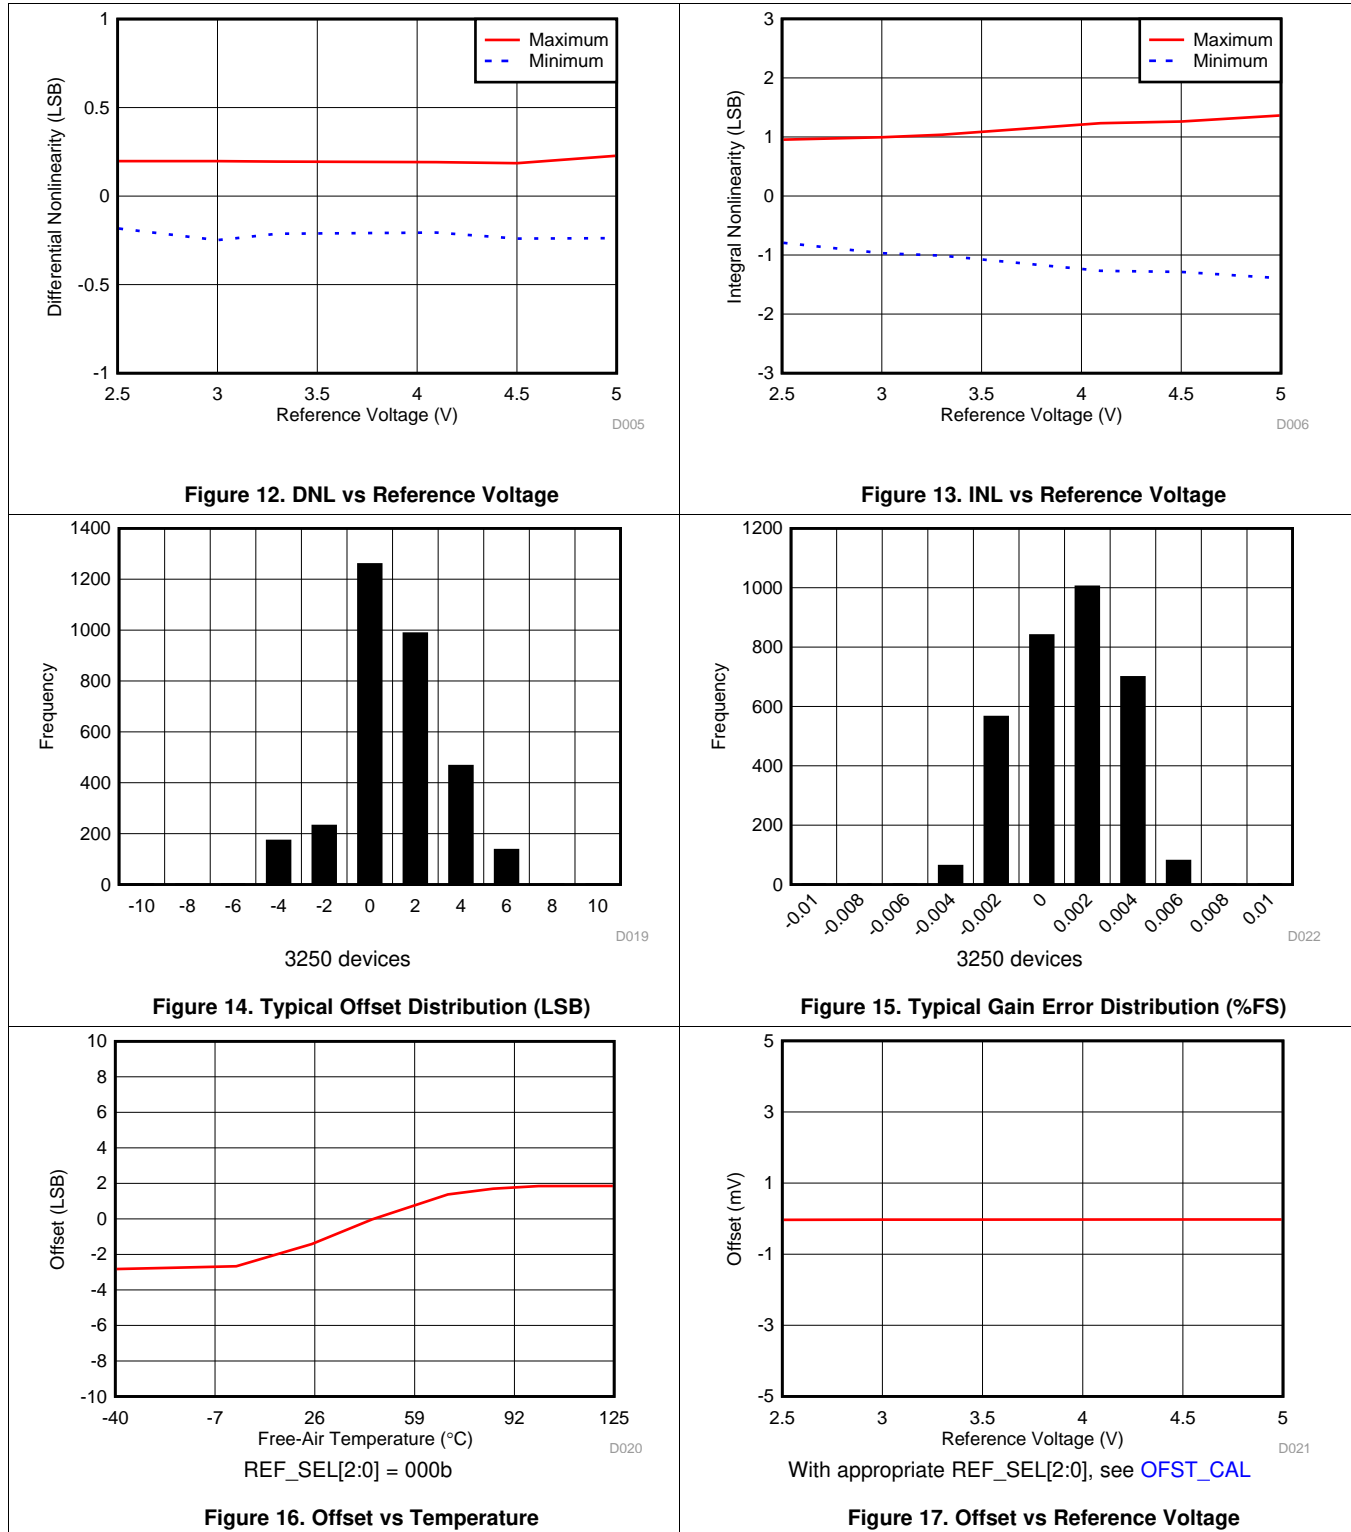 1
0.5
0
-0.5
-1
Differential Nonlinearity (LSB)
Maximum
Minimum
2.5 3 3.5 4 4.5 5
Reference Voltage (V)
D005
Figure 12. DNL vs Reference Voltage
3
2
1
0
-1
-2
-3
Integral Nonlinearity (LSB)
Maximum
Minimum
2.5 3 3.5 4 4.5 5
Reference Voltage (V)
D006
Figure 13. INL vs Reference Voltage
1400
1200
1000
800
600
400
200
0
Frequency
-10 -8 -6 -4 -2 0 2 4 6 8 10
D019
3250 devices
Figure 14. Typical Offset Distribution (LSB)
1200
1000
800
600
400
200
0
Frequency
-0.01 -0.008 -0.006 -0.004 -0.002 0 0.002 0.004 0.006 0.008 0.01
D022
3250 devices
Figure 15. Typical Gain Error Distribution (%FS)
10
8
6
4
2
0
-2
-4
-6
-8
-10
Offset (LSB)
-40 -7 26 59 92 125
Free-Air Temperature (°C)
D020
REF_SEL[2:0] = 000b
Figure 16. Offset vs Temperature
5
3
1
-1
-3
-5
Offset (mV)
2.5 3 3.5 4 4.5 5
Reference Voltage (V)
D021
With appropriate REF_SEL[2:0], see OFST_CAL
Figure 17. Offset vs Reference Voltage